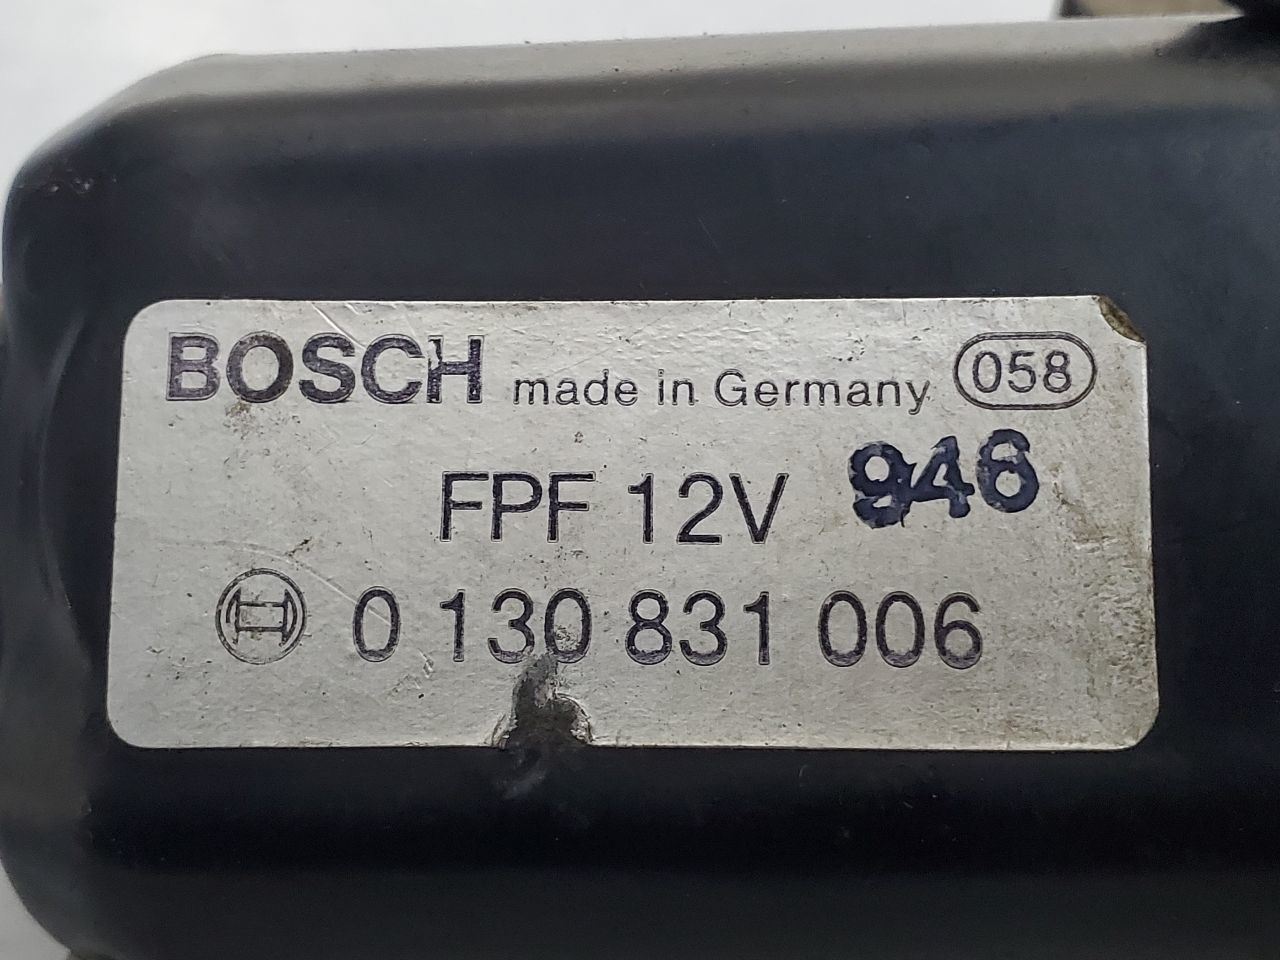 BOSCH made in Germany 058
FPF 12V 946
0 130 831 006